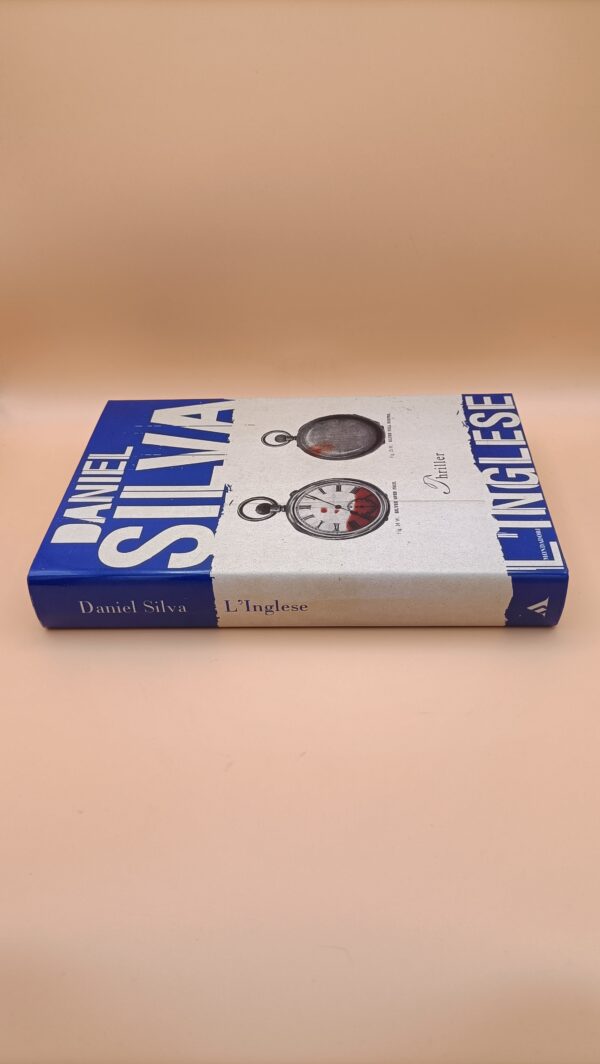 DANIEL
SILVA
Thriller
L'INGLESE
MONDADORI
Daniel Silva
L'Inglese